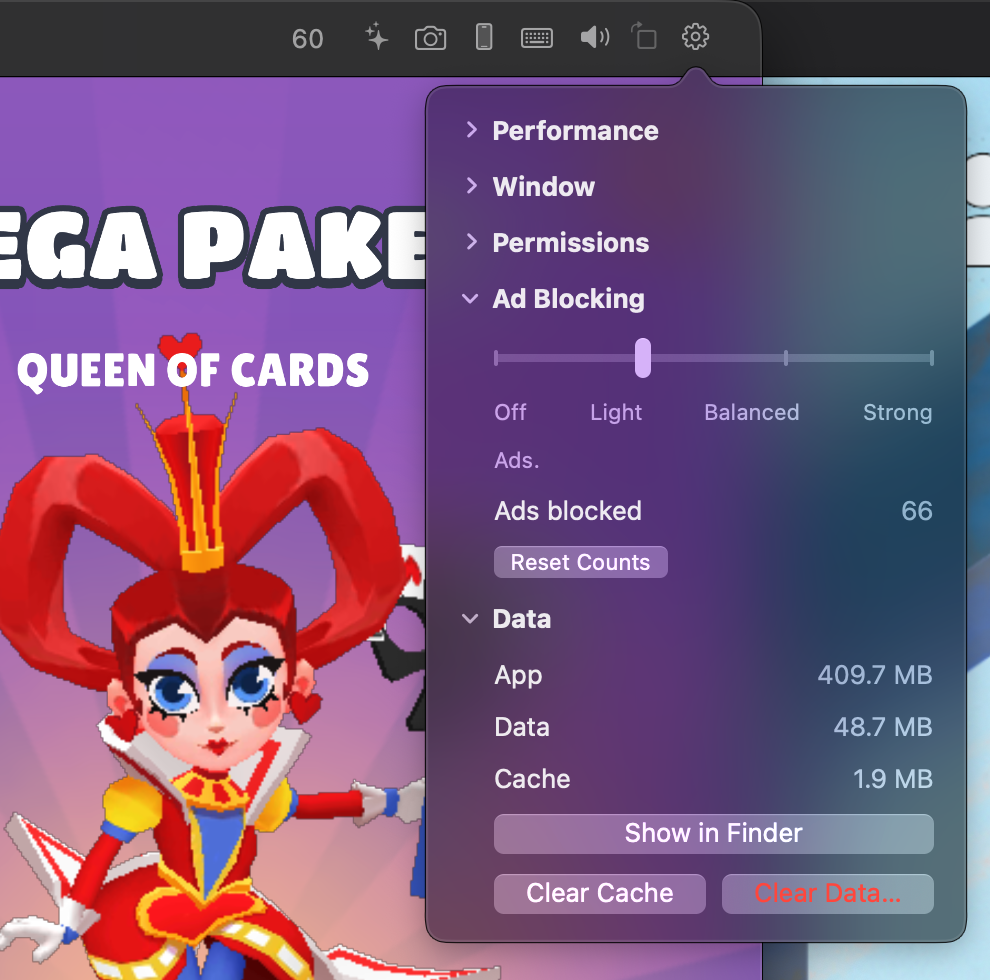 60
Performance
Window
Permissions
Ad Blocking
EGA PAKE
QUEEN OF CARDS
Off Light Balanced Strong
Ads.
Ads blocked 66
Reset Counts
Data
App 409.7 MB
Data 48.7 MB
Cache 1.9 MB
Show in Finder
Clear Cache Clear Data...